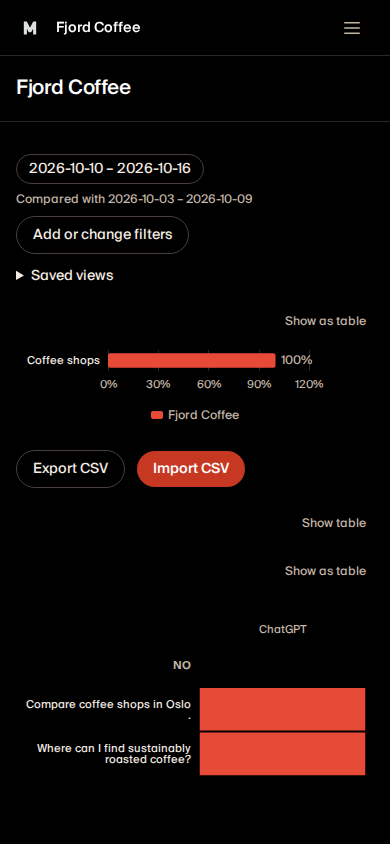 M Fjord Coffee
Fjord Coffee
2026-10-10 – 2026-10-16
Compared with 2026-10-03 – 2026-10-09
Add or change filters
Saved views
Show as table
Coffee shops 100%
0% 30% 60% 90% 120%
Fjord Coffee
Export CSV Import CSV
Show table
Show as table
ChatGPT
NO
Compare coffee shops in Oslo
.
Where can I find sustainably
roasted coffee?